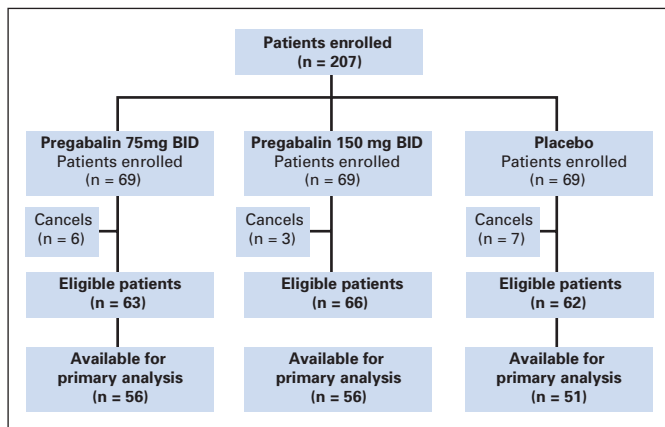 Patients enrolled
(n = 207)
Pregabalin 75mg BID
Patients enrolled
(n = 69)
Pregabalin 150 mg BID
Patients enrolled
(n = 69)
Placebo
Patients enrolled
(n = 69)
Cancels
(n = 6)
Cancels
(n = 3)
Cancels
(n = 7)
Eligible patients
(n = 63)
Eligible patients
(n = 66)
Eligible patients
(n = 62)
Available for
primary analysis
(n = 56)
Available for
primary analysis
(n = 56)
Available for
primary analysis
(n = 51)